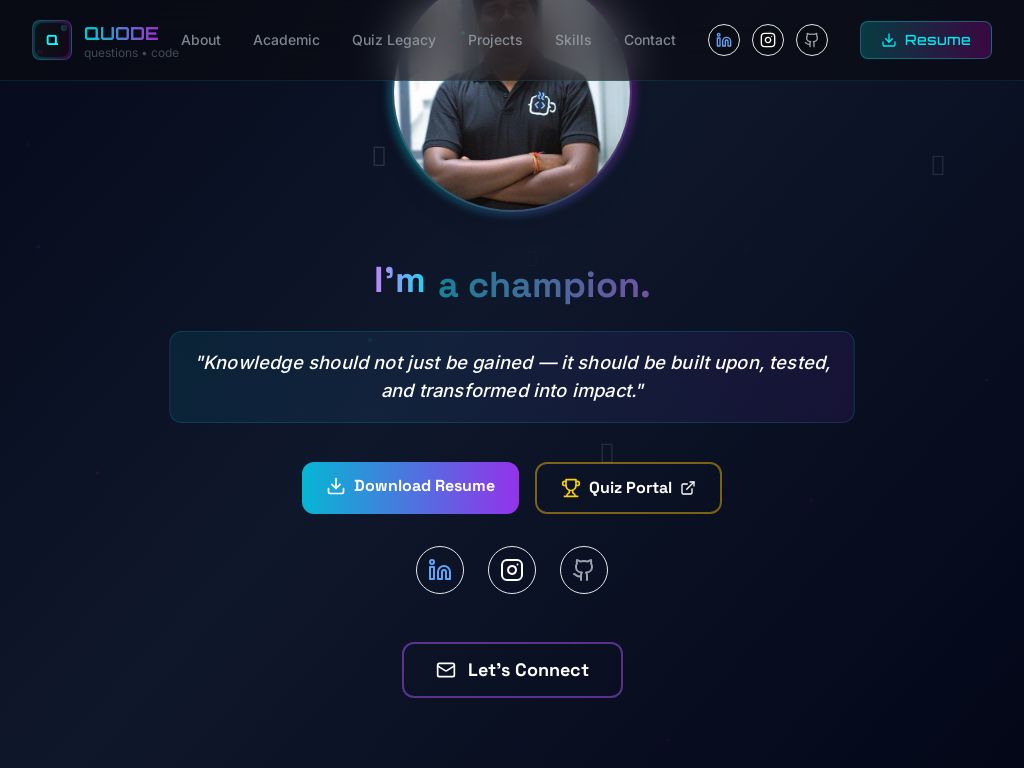 Q
QUODE
questions • code
About
Academic
Quiz Legacy
Projects
Skills
Contact
Resume
I'm a champion.
"Knowledge should not just be gained — it should be built upon, tested,
and transformed into impact."
Download Resume
Quiz Portal
Let's Connect